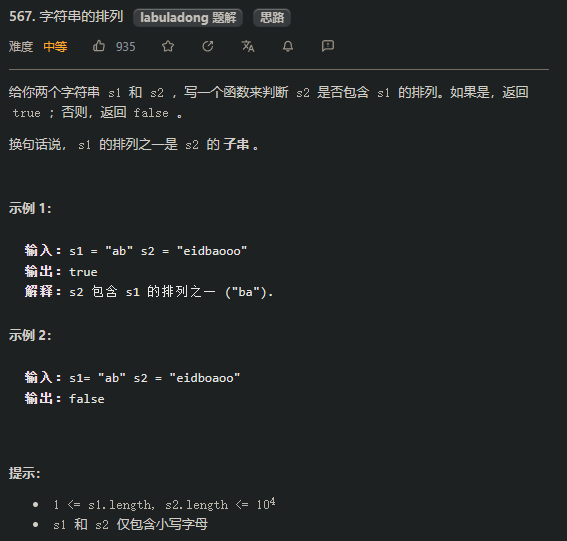 567. 字符串的排列 labuladong 题解 思路
难度 中等 935
给你两个字符串 s1 和 s2 ，写一个函数来判断 s2 是否包含 s1 的排列。如果是，返回
true ；否则，返回 false 。
换句话说， s1 的排列之一是 s2 的 子串 。
示例 1：
输入：s1 = "ab" s2 = "eidbaooo"
输出：true
解释：s2 包含 s1 的排列之一 ("ba").
示例 2：
输入：s1= "ab" s2 = "eidboaoo"
输出：false
提示：
• 1 <= s1.length, s2.length <= 10⁴
• s1 和 s2 仅包含小写字母